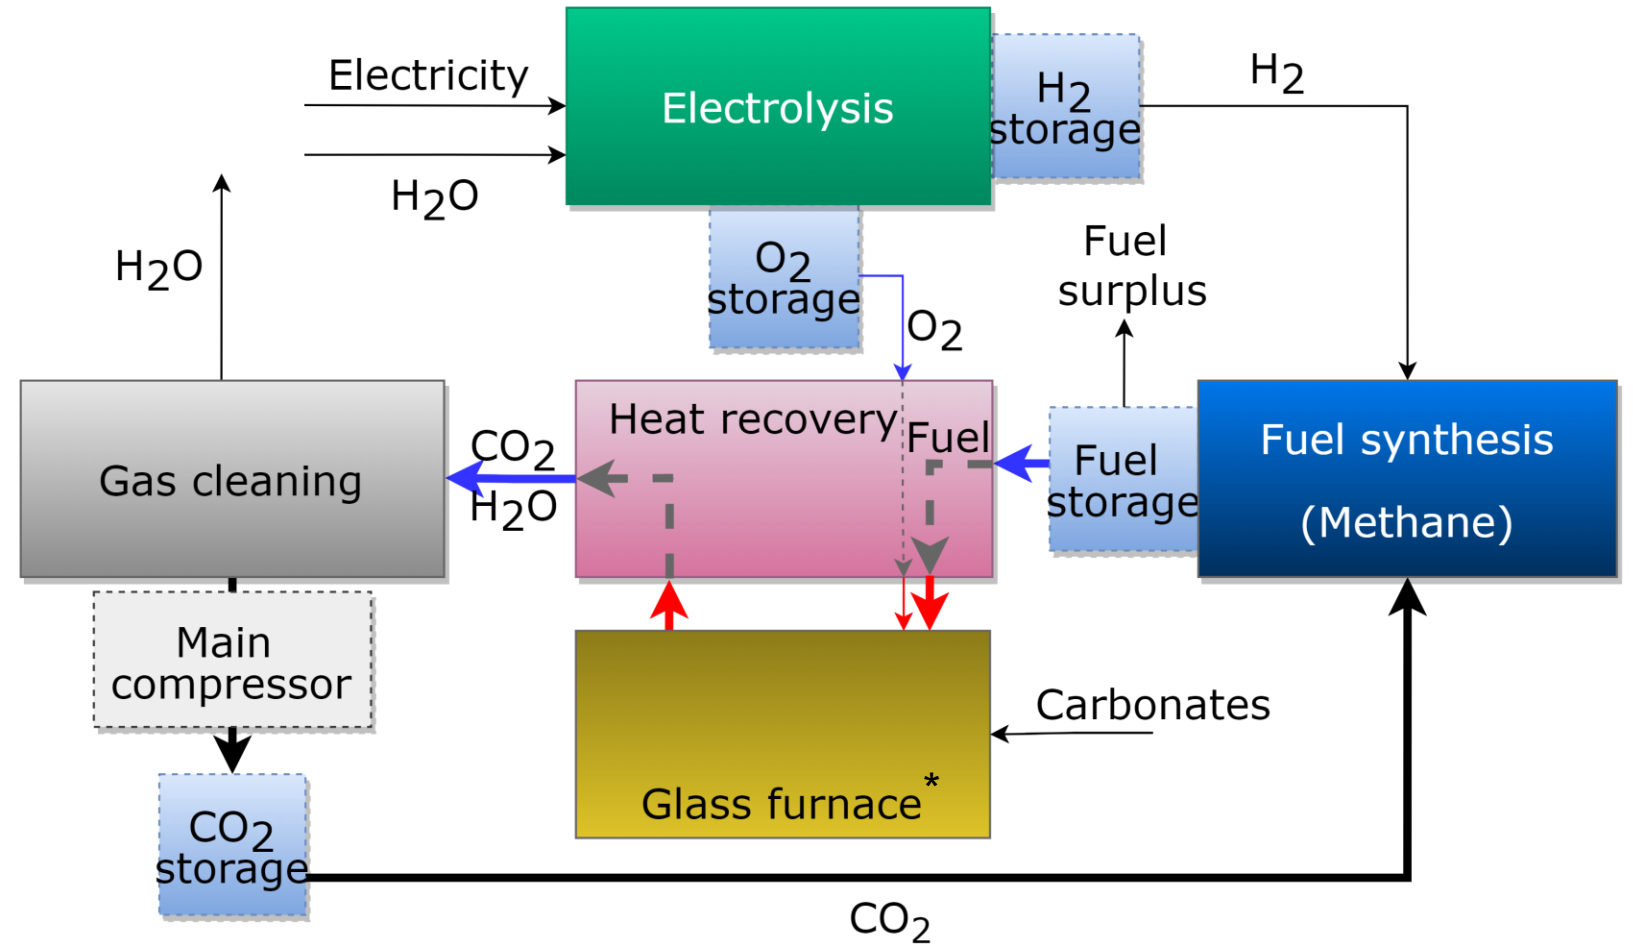 Electricity
H2O
Electrolysis
H2
storage
H2
H2O
O2
storage
O2
Fuel
surplus
Gas cleaning
CO2
H2O
Heat recovery
Fuel
Fuel
storage
Fuel synthesis
(Methane)
Main
compressor
Carbonates
Glass furnace*
CO2
storage
CO2